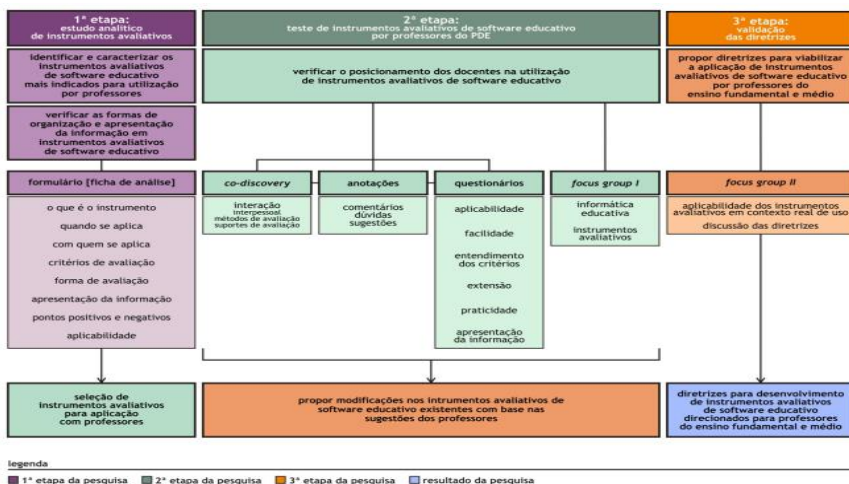 1ª etapa:
estudo analítico
de instrumentos avaliativos
2ª etapa:
teste de instrumentos avaliativos de software educativo
por professores do PDE
3ª etapa:
validação
das diretrizes
identificar e caracterizar os
instrumentos avaliativos
de software educativo
mais indicados para utilização
por professores
verificar o posicionamento dos docentes na utilização
de instrumentos avaliativos de software educativo
propor diretrizes para viabilizar
a aplicação de instrumentos
avaliativos de software educativo
por professores do
ensino fundamental e médio
verificar as formas de
organização e apresentação
da informação em
instrumentos avaliativos
de software educativo
formulário [ficha de análise]
co-discovery
anotações
questionários
focus group I
focus group II
o que é o instrumento
quando se aplica
com quem se aplica
critérios de avaliação
forma de avaliação
apresentação da informação
pontos positivos e negativos
aplicabilidade
interação
interpessoal
métodos de avaliação
suportes de avaliação
comentários
dúvidas
sugestões
aplicabilidade
facilidade
entendimento
dos critérios
extensão
praticidade
apresentação
da informação
informática
educativa
instrumentos
avaliativos
aplicabilidade dos instrumentos
avaliativos em contexto real de uso
discussão das diretrizes
seleção de
instrumentos avaliativos
para aplicação
com professores
propor modificações nos intrumentos avaliativos de
software educativo existentes com base nas
sugestões dos professores
diretrizes para desenvolvimento
de instrumentos avaliativos
de software educativo
direcionados para professores
do ensino fundamental e médio
legenda
1ª etapa da pesquisa
2ª etapa da pesquisa
3ª etapa da pesquisa
resultado da pesquisa